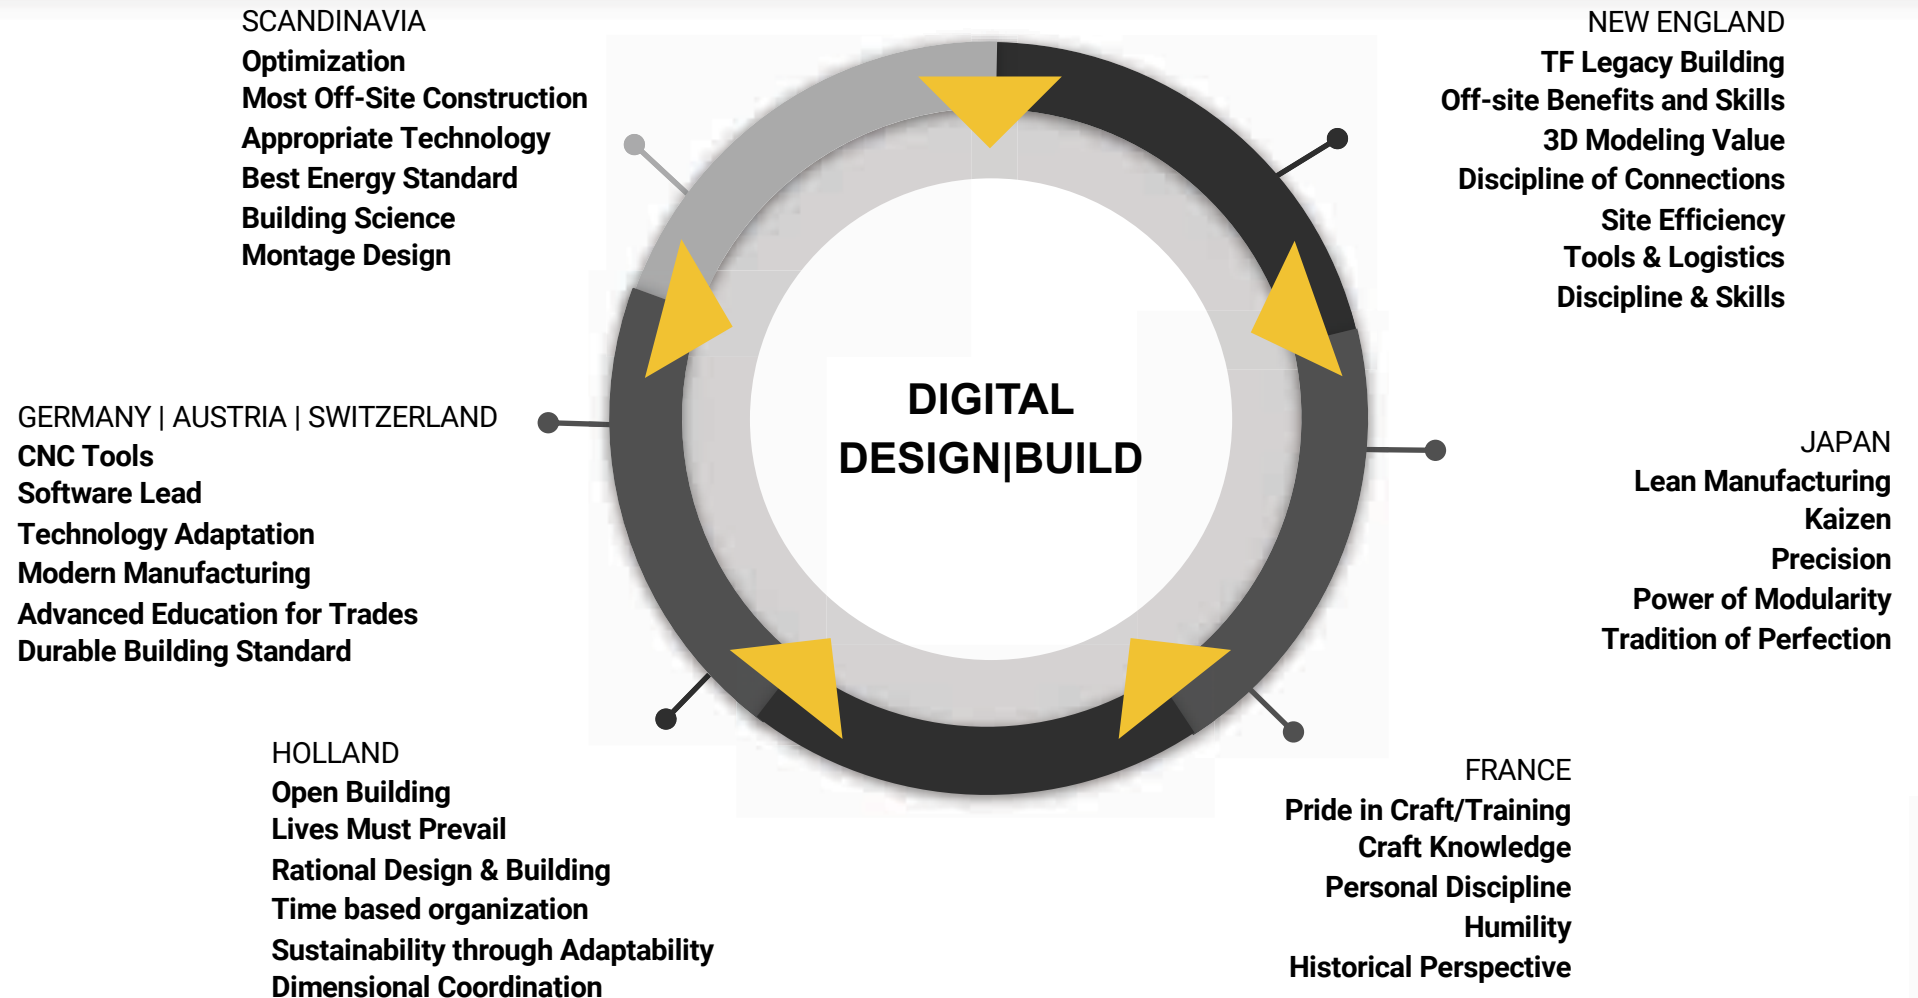 SCANDINAVIA
Optimization
Most Off-Site Construction
Appropriate Technology
Best Energy Standard
Building Science
Montage Design
NEW ENGLAND
TF Legacy Building
Off-site Benefits and Skills
3D Modeling Value
Discipline of Connections
Site Efficiency
Tools & Logistics
Discipline & Skills
DIGITAL
DESIGN|BUILD
GERMANY | AUSTRIA | SWITZERLAND
CNC Tools
Software Lead
Technology Adaptation
Modern Manufacturing
Advanced Education for Trades
Durable Building Standard
JAPAN
Lean Manufacturing
Kaizen
Precision
Power of Modularity
Tradition of Perfection
HOLLAND
Open Building
Lives Must Prevail
Rational Design & Building
Time based organization
Sustainability through Adaptability
Dimensional Coordination
FRANCE
Pride in Craft/Training
Craft Knowledge
Personal Discipline
Humility
Historical Perspective